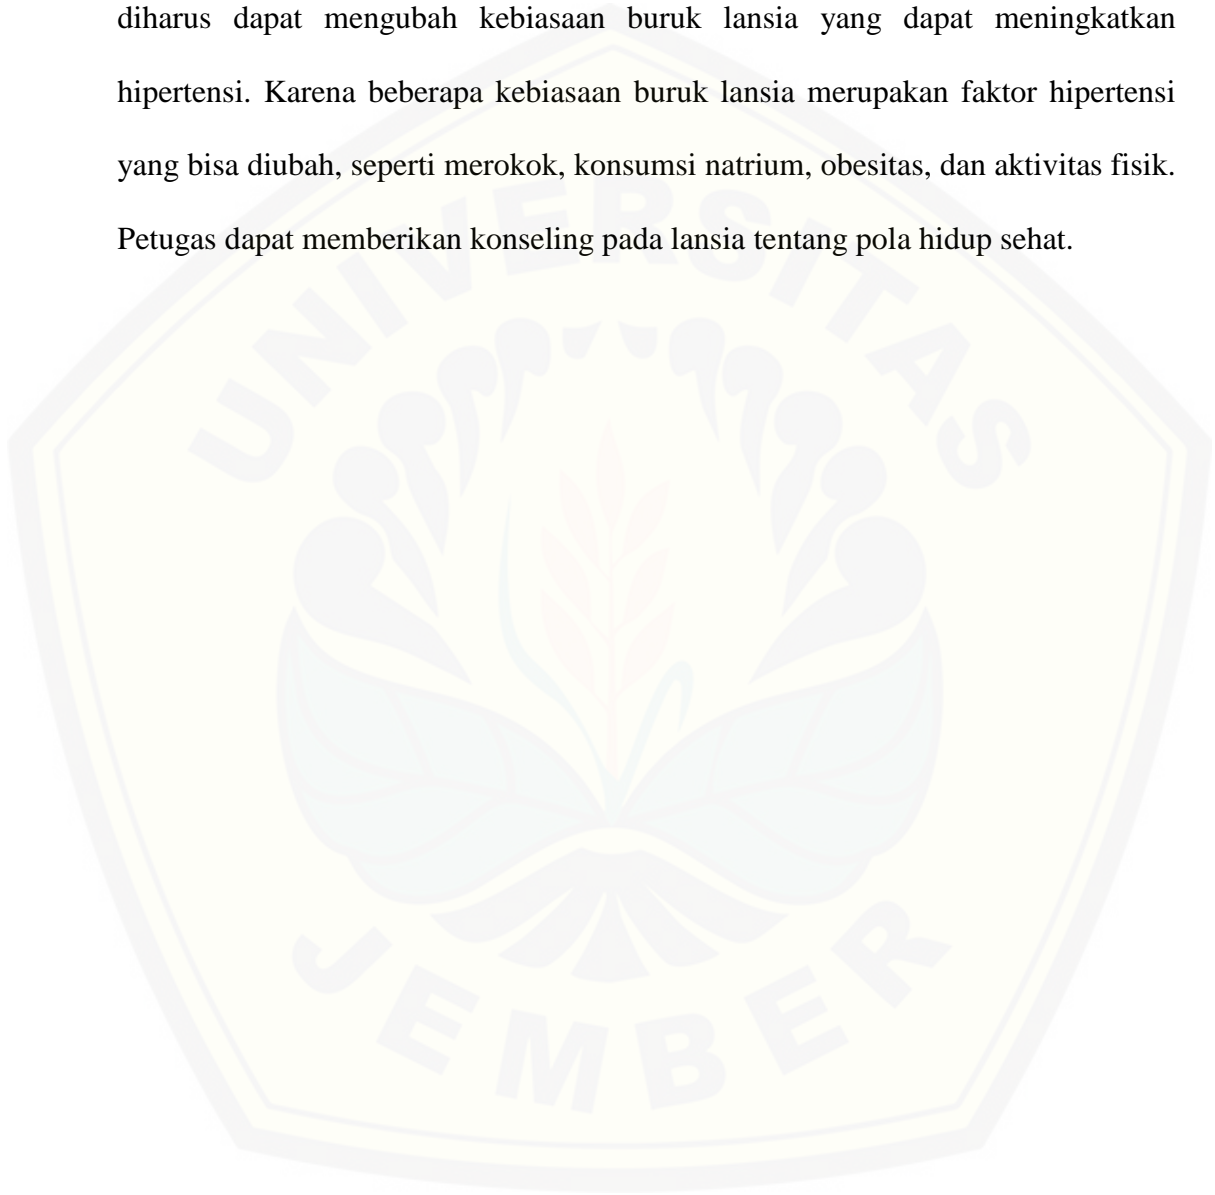 diharus dapat mengubah kebiasaan buruk lansia yang dapat meningkatkan
hipertensi. Karena beberapa kebiasaan buruk lansia merupakan faktor hipertensi
yang bisa diubah, seperti merokok, konsumsi natrium, obesitas, dan aktivitas fisik.
Petugas dapat memberikan konseling pada lansia tentang pola hidup sehat.
UNIVERSITAS
JEMBER